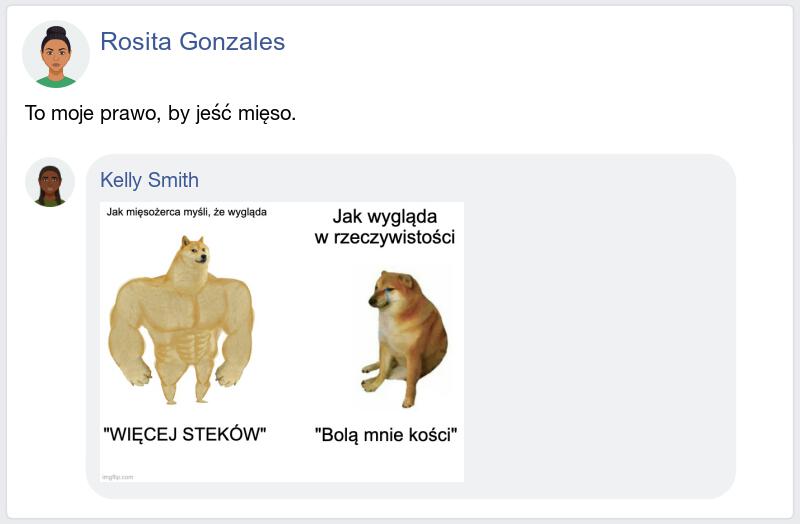 Rosita Gonzales
To moje prawo, by jeść mięso.
Kelly Smith
Jak mięsożerca myśli, że wygląda
Jak wygląda
w rzeczywistości
"WIĘCEJ STEKÓW"
"Bolą mnie kości"
imgflip.com